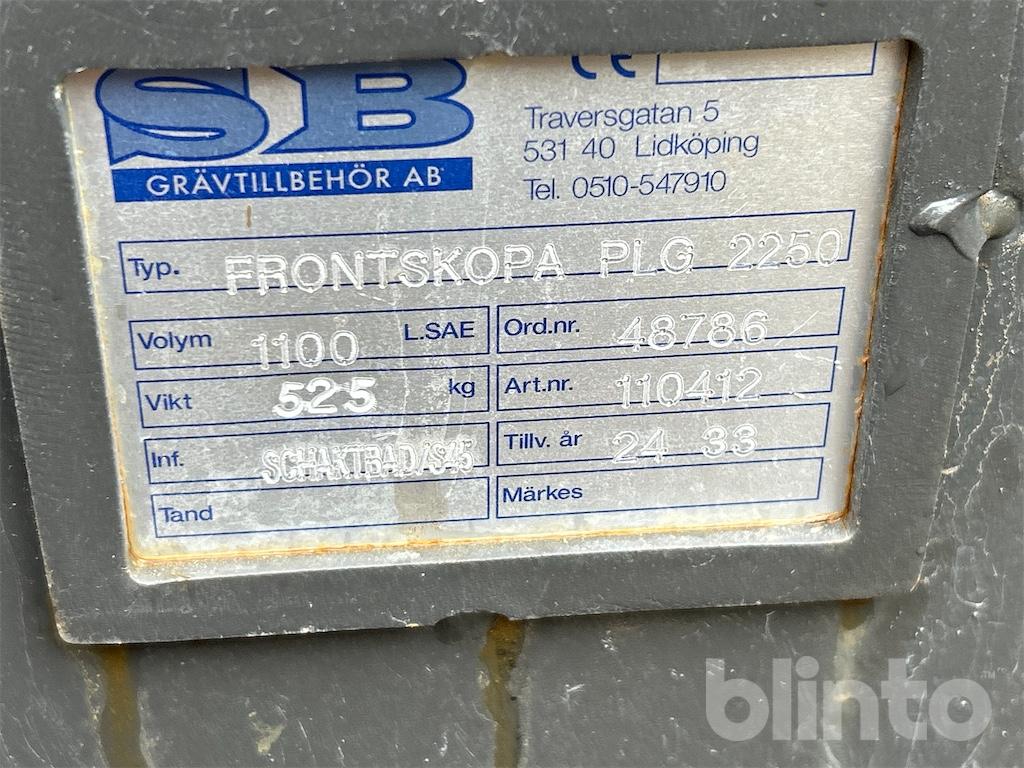 SB
GRÄVTILLBEHÖR AB
CE
Traversgatan 5
531 40 Lidköping
Tel. 0510-547910
Typ. FRONTSKOPA PLG 2250
Volym 1100 L.SAE
Ord.nr. 48786
Vikt 525 kg
Art.nr. 110412
Inf. SCHAKTBAD/S45
Tillv. år 24 33
Tand
Märkes
blinto